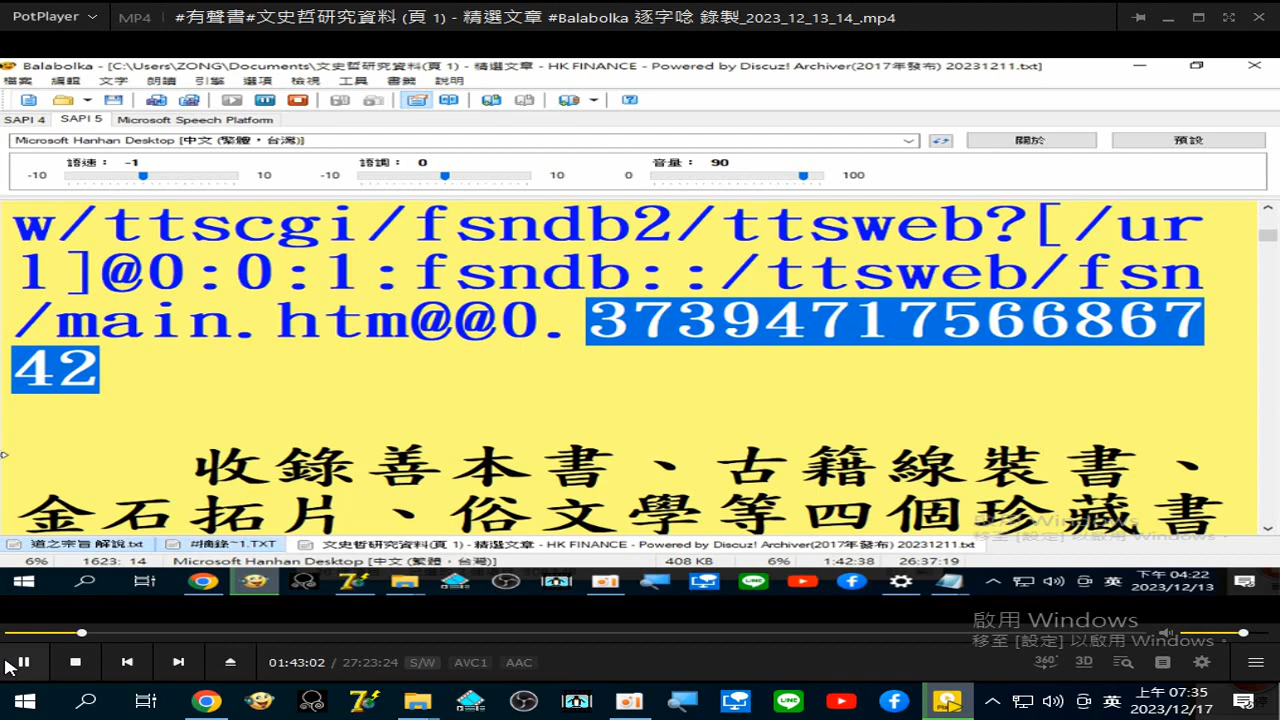 PotPlayer
MP4
#有聲書#文史哲研究資料 (頁 1) - 精選文章 #Balabolka 逐字唸 錄製_2023_12_13_14_.mp4
Balabolka - [C:\Users\ZONG\Documents\文史哲研究資料(頁 1) - 精選文章 - HK FINANCE - Powered by Discuz! Archiver(2017年發布) 20231211.txt]
檔案 編輯 文字 朗讀 引擎 選項 檢視 工具 書籤 說明
SAPI 4 SAPI 5 Microsoft Speech Platform
Microsoft Hanhan Desktop [中文 (繁體，台灣)]
關於
預設
語速： -1 語調： 0 音量： 90
-10 10 -10 10 0 100
w/ttscgi/fsndb2/ttsweb?[/ur
l]@0:0:1:fsndb::/ttsweb/fsn
/main.htm@@0.37394717566867
42
收錄善本書、古籍線裝書、
金石拓片、俗文學等四個珍藏書
道之宗旨 解說.txt
#摘錄~1.TXT
文史哲研究資料(頁 1) - 精選文章 - HK FINANCE - Powered by Discuz! Archiver(2017年發布) 20231211.txt
6% 1623: 14 Microsoft Hanhan Desktop [中文 (繁體，台灣)] 408 KB 6% 1:42:38 26:37:19
英
下午 04:22
2023/12/13
啟用 Windows
移至 [設定] 以啟用 Windows。
01:43:02 / 27:23:24 S/W AVC1 AAC
360°
3D
英
上午 07:35
2023/12/17